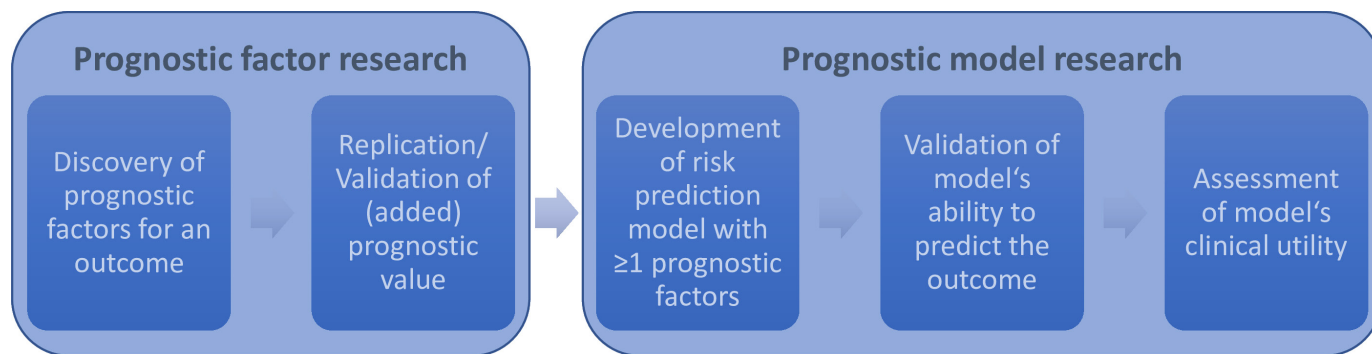 Prognostic factor research
Discovery of
prognostic
factors for an
outcome
Replication/
Validation of
(added)
prognostic
value
Prognostic model research
Development
of risk
prediction
model with
≥1 prognostic
factors
Validation of
model‘s
ability to
predict the
outcome
Assessment
of model‘s
clinical utility